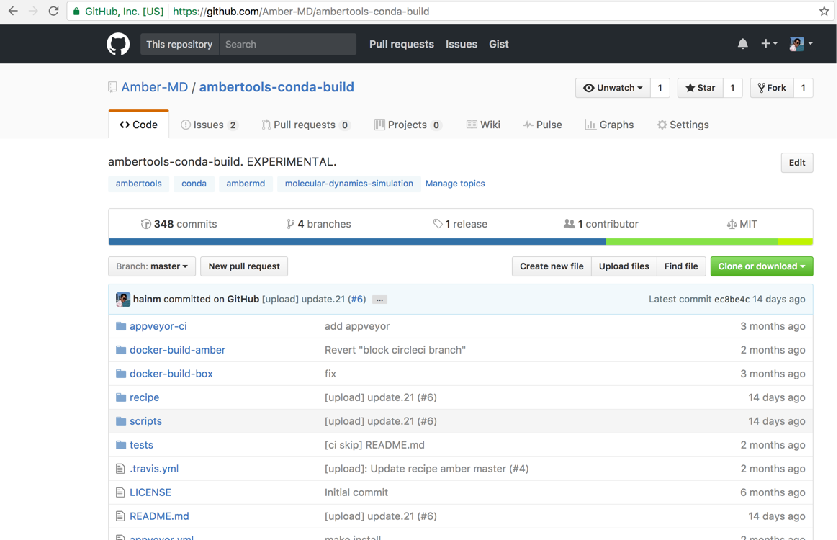 GitHub, Inc. [US] https://github.com/Amber-MD/ambertools-conda-build
This repository Search Pull requests Issues Gist
Amber-MD / ambertools-conda-build Unwatch 1 Star 1 Fork 1
Code Issues 2 Pull requests 0 Projects 0 Wiki Pulse Graphs Settings
ambertools-conda-build. EXPERIMENTAL. Edit
ambertools conda ambermd molecular-dynamics-simulation Manage topics
348 commits 4 branches 1 release 1 contributor MIT
Branch: master New pull request Create new file Upload files Find file Clone or download
hainm committed on GitHub [upload] update.21 (#6) ... Latest commit ec8be4c 14 days ago
appveyor-ci add appveyor 3 months ago
docker-build-amber Revert "block circleci branch" 2 months ago
docker-build-box fix 3 months ago
recipe [upload] update.21 (#6) 14 days ago
scripts [upload] update.21 (#6) 14 days ago
tests [ci skip] README.md 2 months ago
.travis.yml [upload]: Update recipe amber master (#4) 2 months ago
LICENSE Initial commit 6 months ago
README.md [upload] update.21 (#6) 14 days ago
appveyor.yml make install 2 months ago